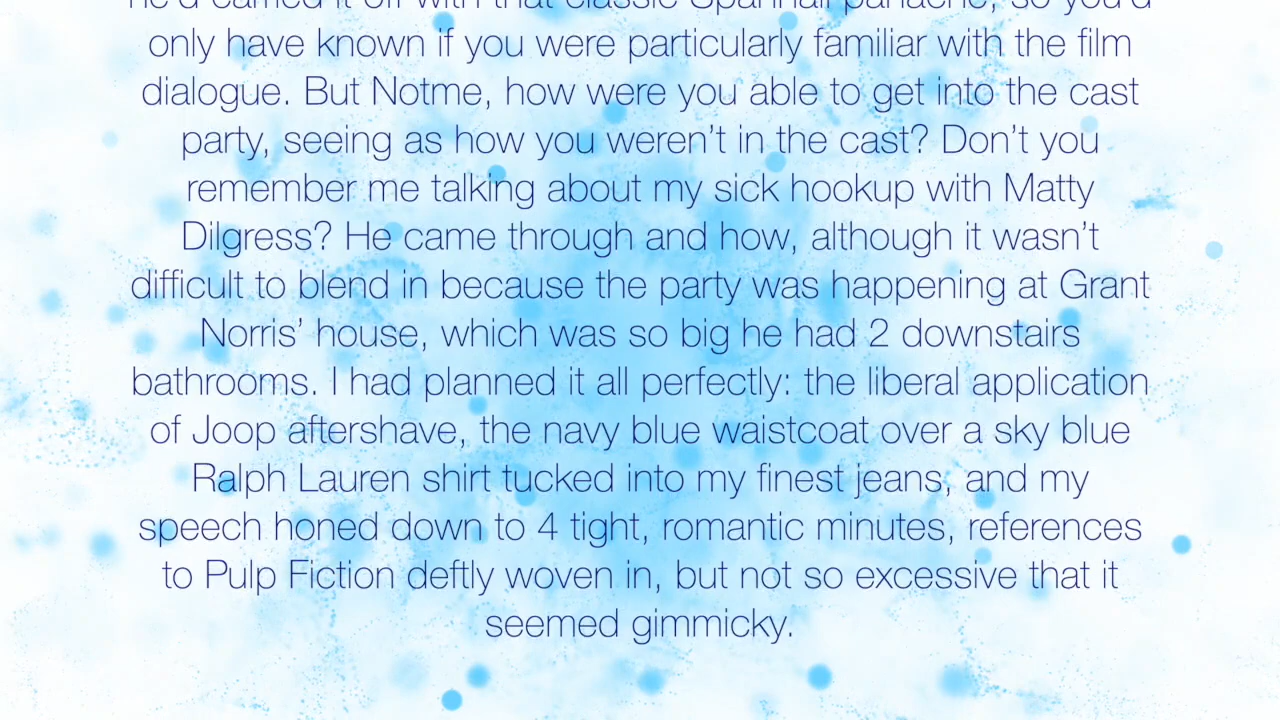 he'd carried it off with that classic Spannall panache, so you'd
only have known if you were particularly familiar with the film
dialogue. But Notme, how were you able to get into the cast
party, seeing as how you weren't in the cast? Don't you
remember me talking about my sick hookup with Matty
Dilgress? He came through and how, although it wasn't
difficult to blend in because the party was happening at Grant
Norris' house, which was so big he had 2 downstairs
bathrooms. I had planned it all perfectly: the liberal application
of Joop aftershave, the navy blue waistcoat over a sky blue
Ralph Lauren shirt tucked into my finest jeans, and my
speech honed down to 4 tight, romantic minutes, references
to Pulp Fiction deftly woven in, but not so excessive that it
seemed gimmicky.